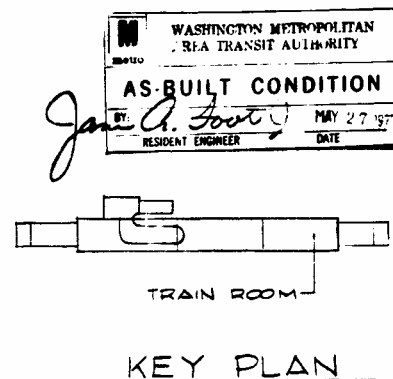 M WASHINGTON METROPOLITAN
metro AREA TRANSIT AUTHORITY
AS-BUILT CONDITION
BY:
RESIDENT ENGINEER
MAY 27 197
DATE
TRAIN ROOM
KEY PLAN